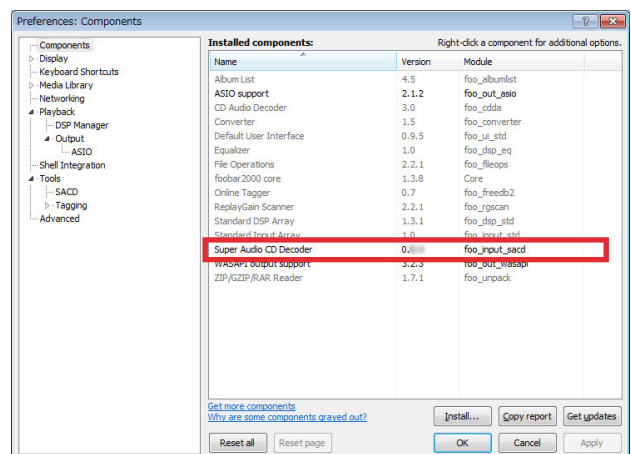 Preferences: Components
Components
Display
Keyboard Shortcuts
Media Library
Networking
Playback
DSP Manager
Output
ASIO
Shell Integration
Tools
SACD
Tagging
Advanced
Installed components: Right-click a component for additional options.
Name Version Module
Album List 4.5 foo_albumlist
ASIO support 2.1.2 foo_out_asio
CD Audio Decoder 3.0 foo_cdda
Converter 1.5 foo_converter
Default User Interface 0.9.5 foo_ui_std
Equalizer 1.0 foo_dsp_eq
File Operations 2.2.1 foo_fileops
foobar2000 core 1.3.8 Core
Online Tagger 0.7 foo_freedb2
ReplayGain Scanner 2.2.1 foo_rgscan
Standard DSP Array 1.3.1 foo_dsp_std
Standard Input Array 1.0 foo_input_std
Super Audio CD Decoder 0. foo_input_sacd
WASAPI output support 3.2.3 foo_out_wasapi
ZIP/GZIP/RAR Reader 1.7.1 foo_unpack
Get more components
Why are some components grayed out?
Install... Copy report Get updates
Reset all Reset page OK Cancel Apply